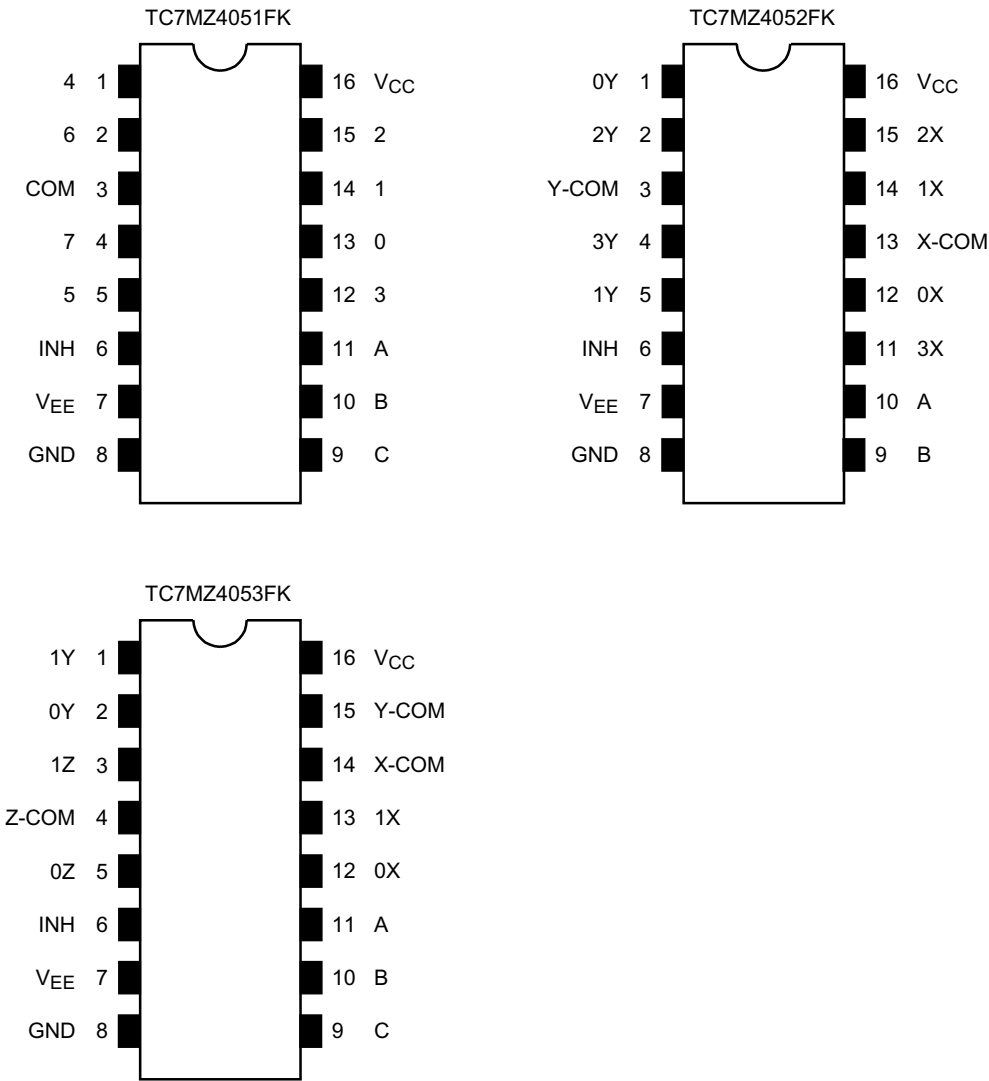 TC7MZ4051FK
4 1 16 VCC
6 2 15 2
COM 3 14 1
7 4 13 0
5 5 12 3
INH 6 11 A
VEE 7 10 B
GND 8 9 C
TC7MZ4052FK
0Y 1 16 VCC
2Y 2 15 2X
Y-COM 3 14 1X
3Y 4 13 X-COM
1Y 5 12 0X
INH 6 11 3X
VEE 7 10 A
GND 8 9 B
TC7MZ4053FK
1Y 1 16 VCC
0Y 2 15 Y-COM
1Z 3 14 X-COM
Z-COM 4 13 1X
0Z 5 12 0X
INH 6 11 A
VEE 7 10 B
GND 8 9 C